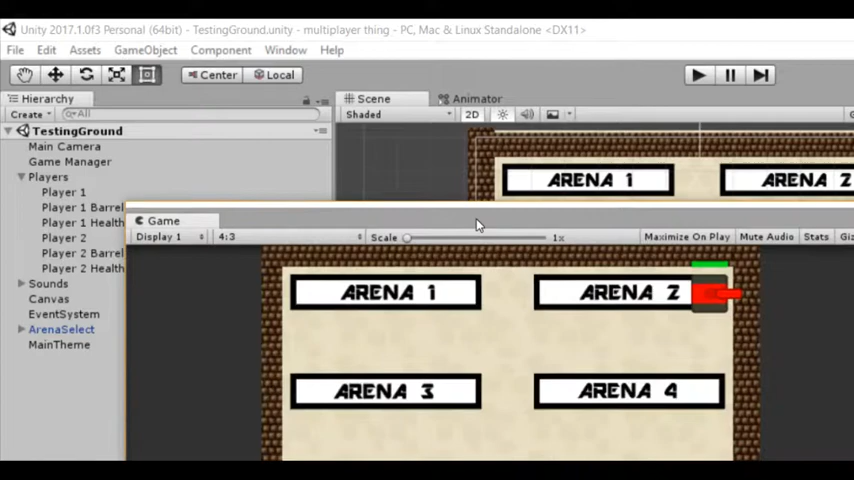 Unity 2017.1.0f3 Personal (64bit) - TestingGround.unity - multiplayer thing - PC, Mac & Linux Standalone <DX11>
File Edit Assets GameObject Component Window Help
Center Local
Hierarchy Scene Animator
Create All Shaded 2D
TestingGround
Main Camera
Game Manager
ARENA 1 ARENA 2
Players
Player 1
Player 1 Barrel
Player 1 Health
Game
Player 2
Display 1 4:3 Scale 1x Maximize On Play Mute Audio Stats
Player 2 Barrel
Player 2 Health
Sounds
ARENA 1 ARENA 2
Canvas
EventSystem
ArenaSelect
MainTheme
ARENA 3 ARENA 4